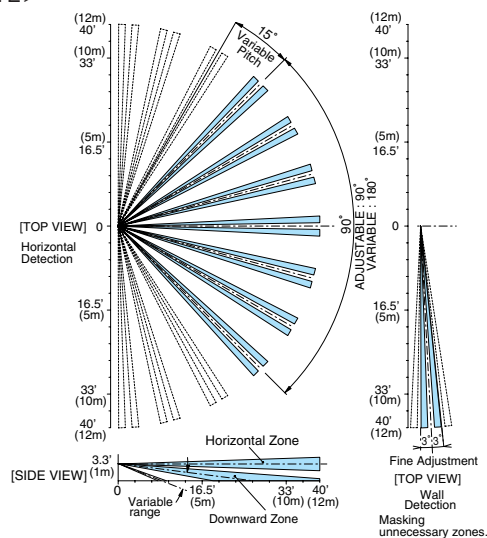 (12m)
40'
(10m)
33'
(5m)
16.5'
[TOP VIEW] 0
Horizontal
Detection
16.5'
(5m)
33'
(10m)
40'
(12m)
15˚
Variable
Pitch
90˚
ADJUSTABLE : 90˚
VARIABLE : 180˚
(12m)
40'
(10m)
33'
(5m)
16.5'
0
16.5'
(5m)
33'
(10m)
40'
(12m)
3˚ 3˚
Fine Adjustment
[TOP VIEW]
Wall
Detection
Masking
unnecessary zones.
3.3'
(1m)
[SIDE VIEW]
Horizontal Zone
0 16.5' 33' 40'
(5m) (10m) (12m)
Variable
range
Downward Zone